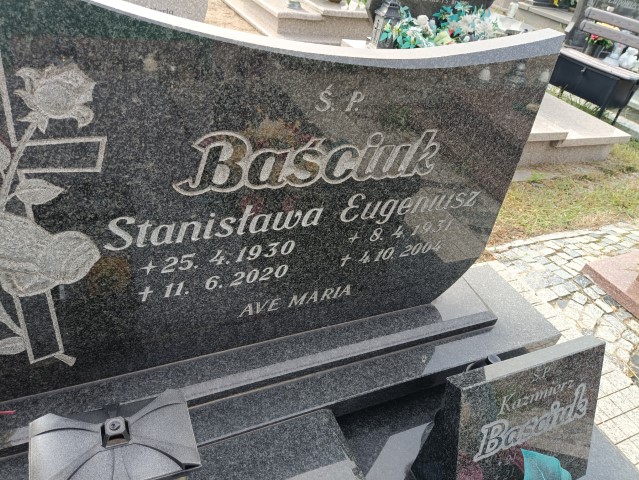 Ś. P.
Baściuk
Stanisława Eugeniusz
+ 25. 4. 1930 + 8. 4. 1931
+ 11. 6. 2020 + 4. 10. 2004
AVE MARIA
Ś.P.
Kazimierz
Baściuk